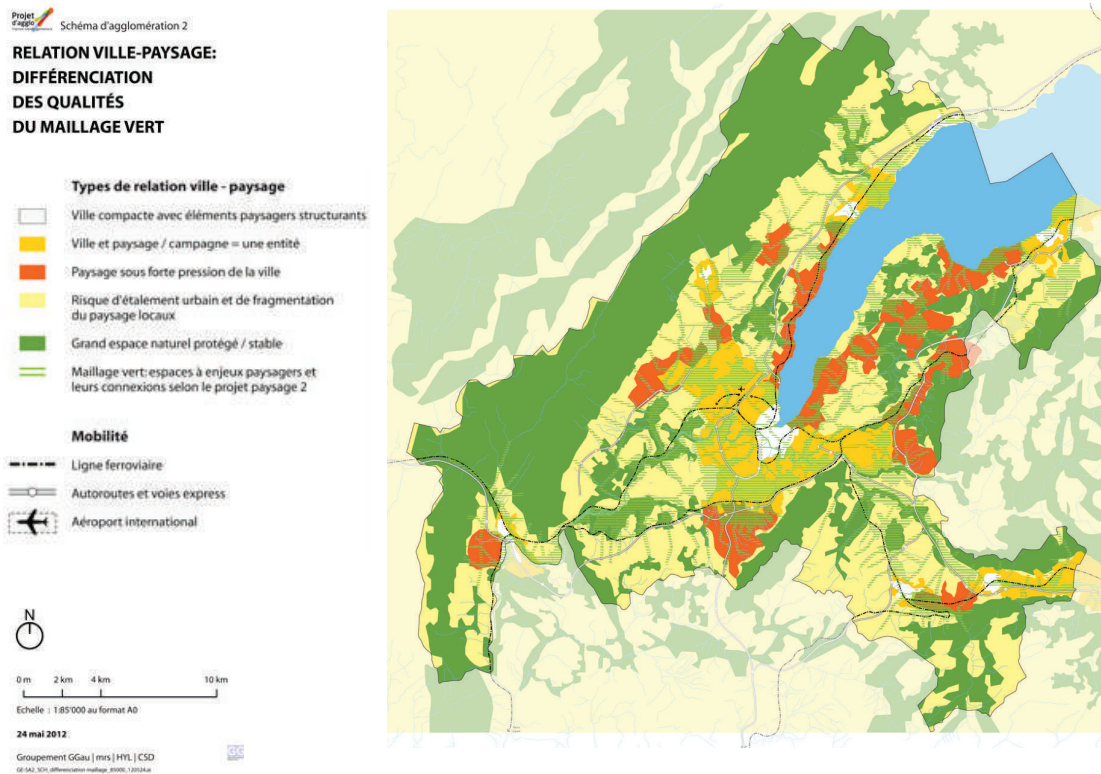 Projet
d'agglo
Schéma d'agglomération 2
RELATION VILLE-PAYSAGE:
DIFFÉRENCIATION
DES QUALITÉS
DU MAILLAGE VERT
Types de relation ville - paysage
Ville compacte avec éléments paysagers structurants
Ville et paysage / campagne = une entité
Paysage sous forte pression de la ville
Risque d'étalement urbain et de fragmentation
du paysage locaux
Grand espace naturel protégé / stable
Maillage vert: espaces à enjeux paysagers et
leurs connexions selon le projet paysage 2
Mobilité
Ligne ferroviaire
Autoroutes et voies express
Aéroport international
N
0 m 2 km 4 km 10 km
Echelle : 1:85'000 au format A0
24 mai 2012
Groupement GGau | mrs | HYL | CSD
GG